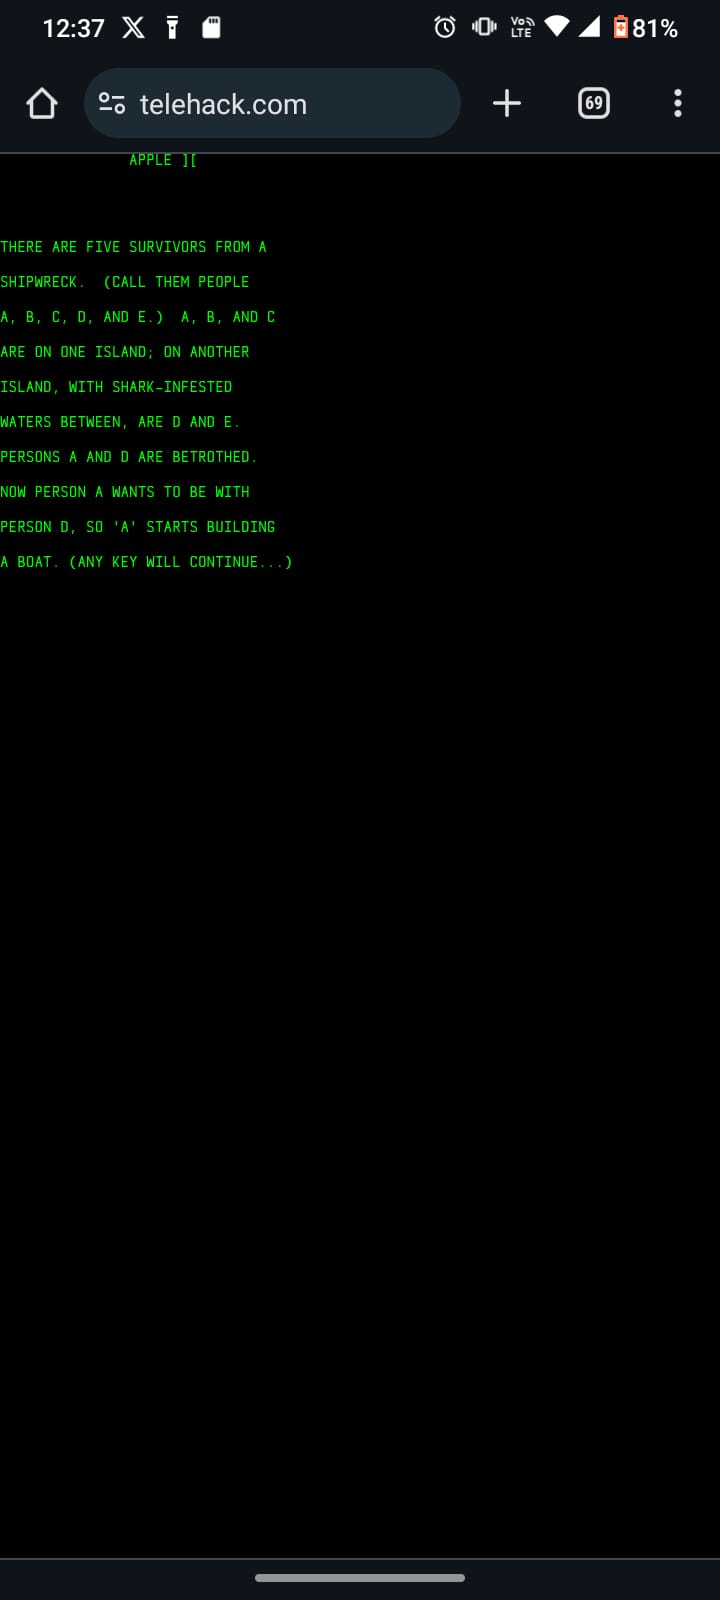 12:37
Vo LTE
81%
telehack.com
69
APPLE ][
THERE ARE FIVE SURVIVORS FROM A
SHIPWRECK.  (CALL THEM PEOPLE
A, B, C, D, AND E.)  A, B, AND C
ARE ON ONE ISLAND; ON ANOTHER
ISLAND, WITH SHARK-INFESTED
WATERS BETWEEN, ARE D AND E.
PERSONS A AND D ARE BETROTHED.
NOW PERSON A WANTS TO BE WITH
PERSON D, SO 'A' STARTS BUILDING
A BOAT. (ANY KEY WILL CONTINUE...)